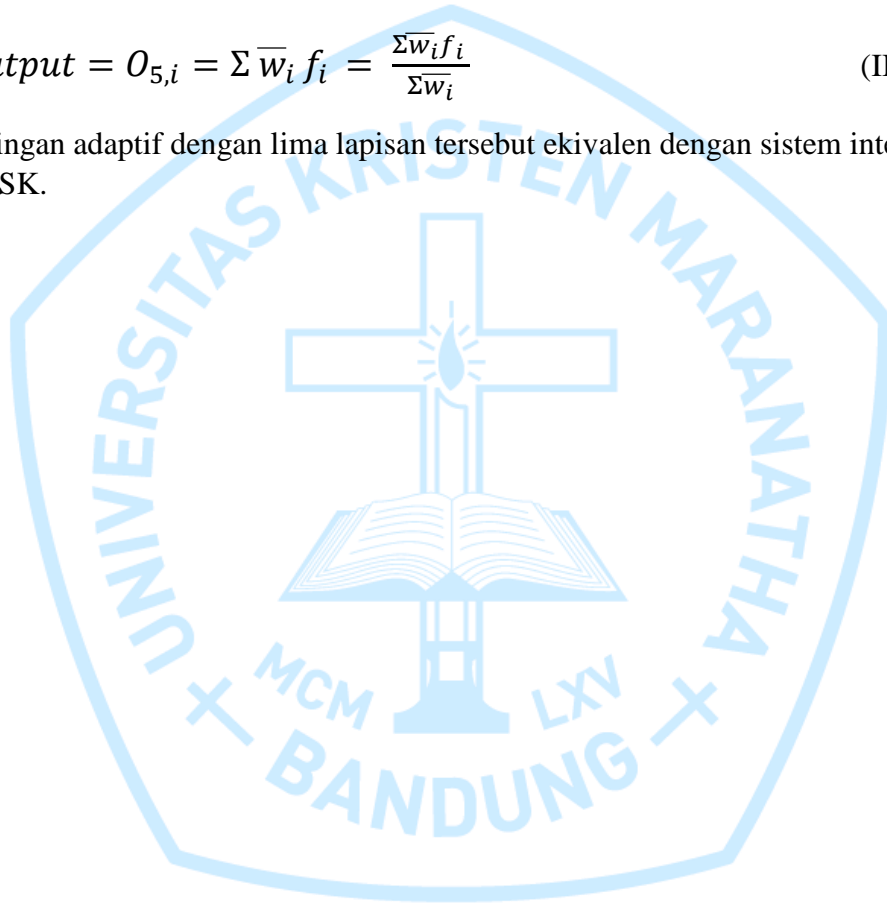 tput = O₅,ᵢ = Σ w̅ᵢ fᵢ = Σw̅ᵢfᵢ / Σw̅ᵢ (II
ingan adaptif dengan lima lapisan tersebut ekivalen dengan sistem inte
SK.
UNIVERSITAS KRISTEN MARANATHA
MCM LXV
BANDUNG